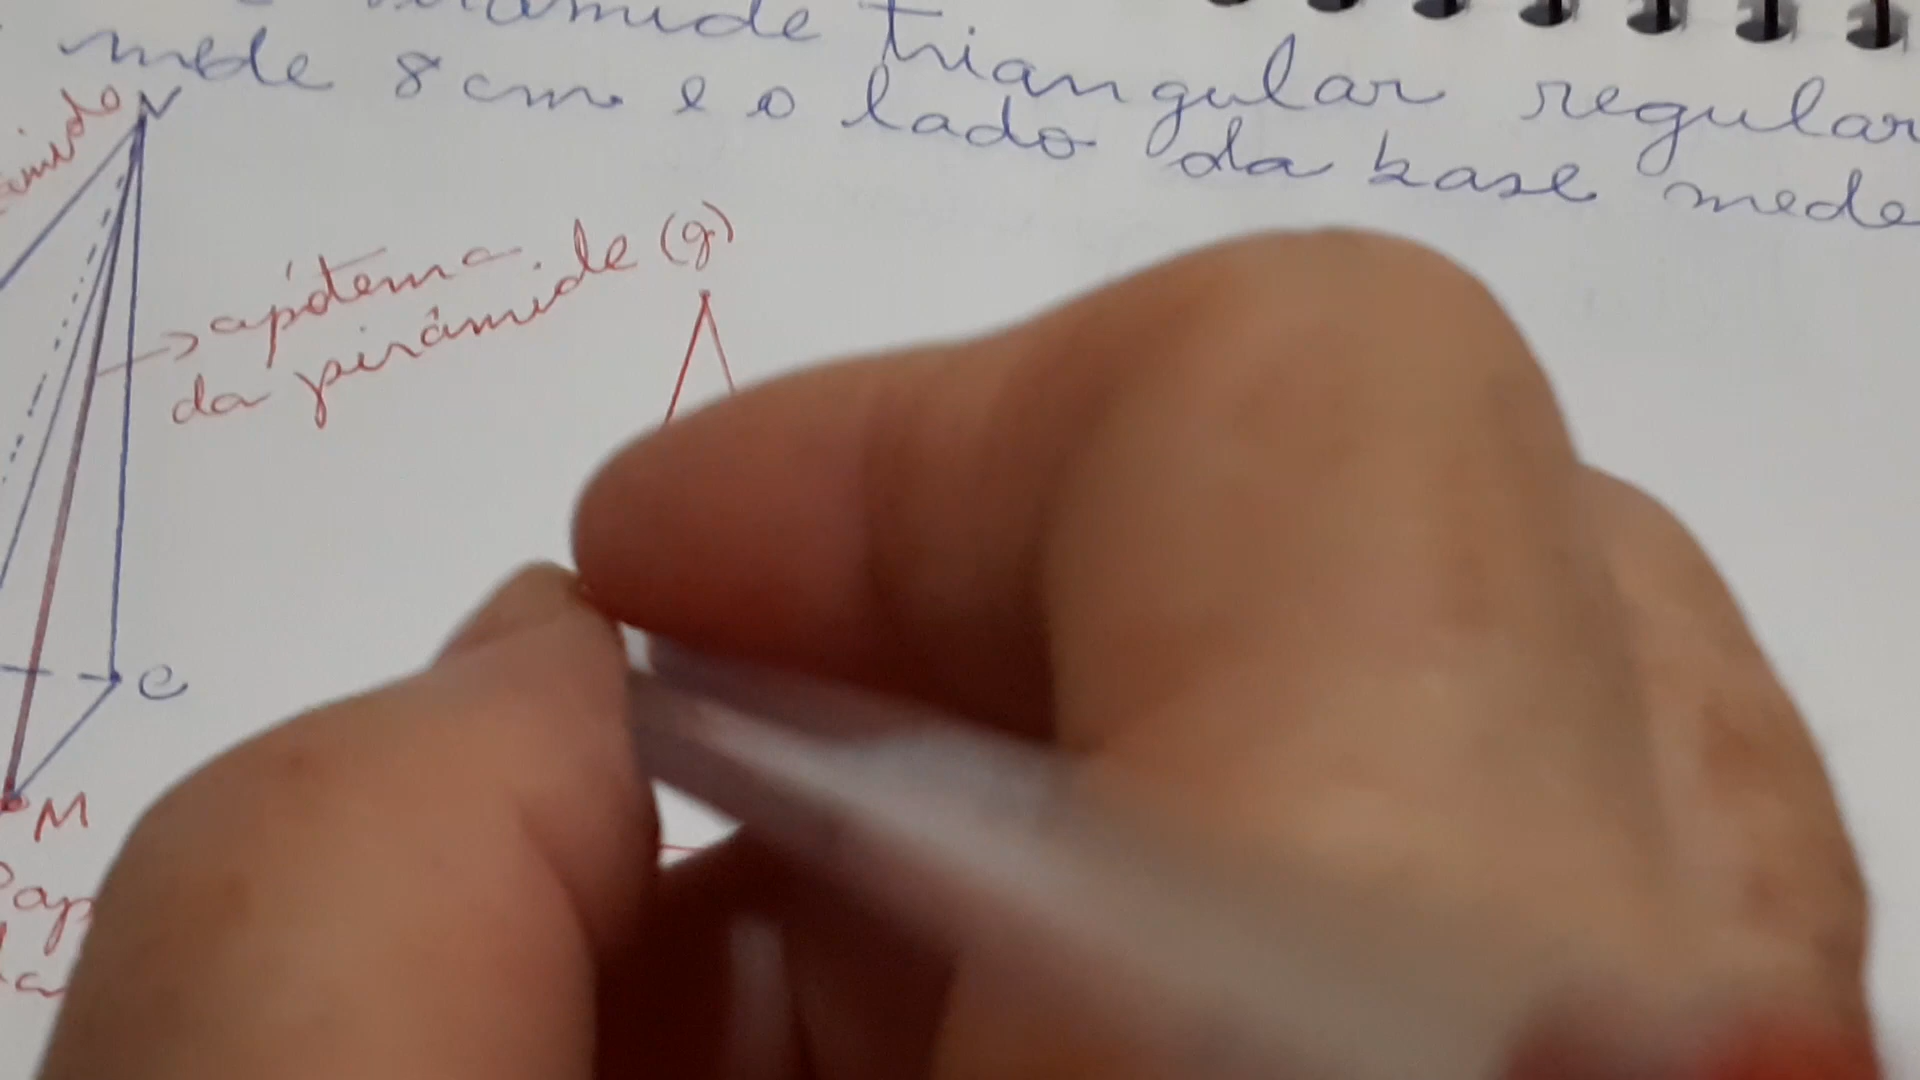 triangular regular
mede 8 cm e o lado da base mede
V
apótema
da pirâmide (g)
C
M